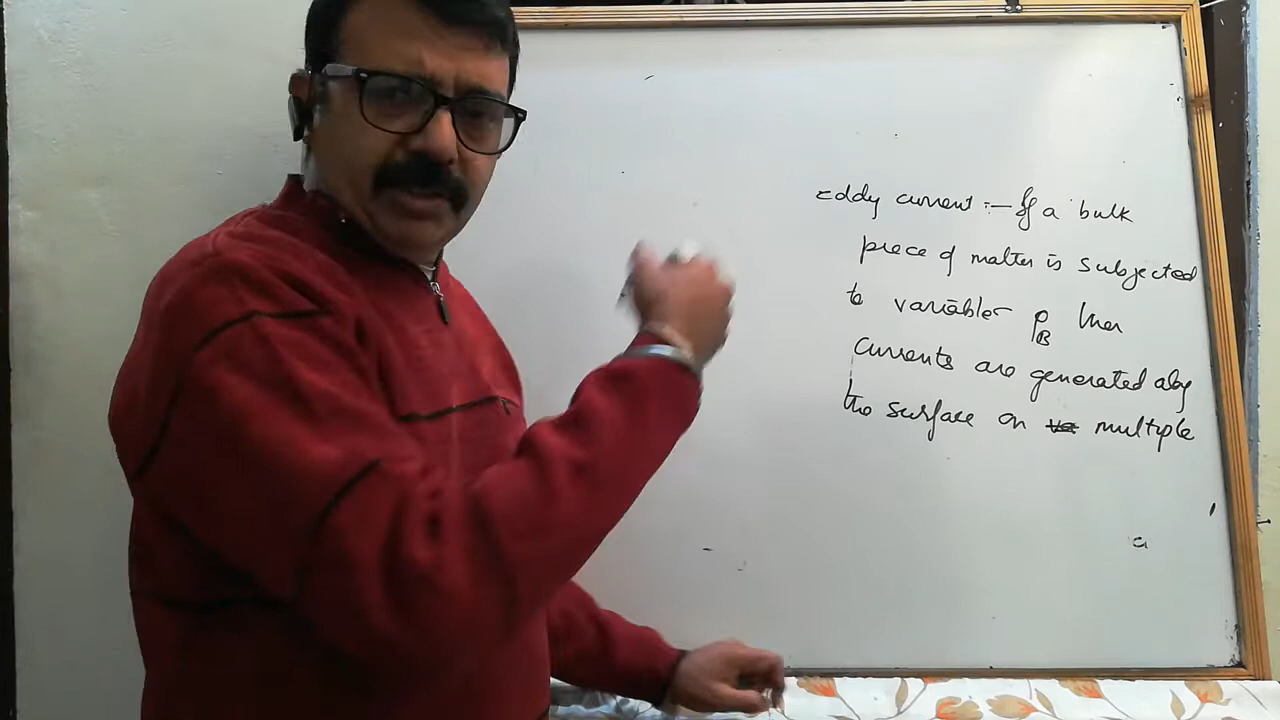 Eddy current :- If a bulk
piece of matter is subjected
to variable φB then
currents are generated along
the surface on multiple
a